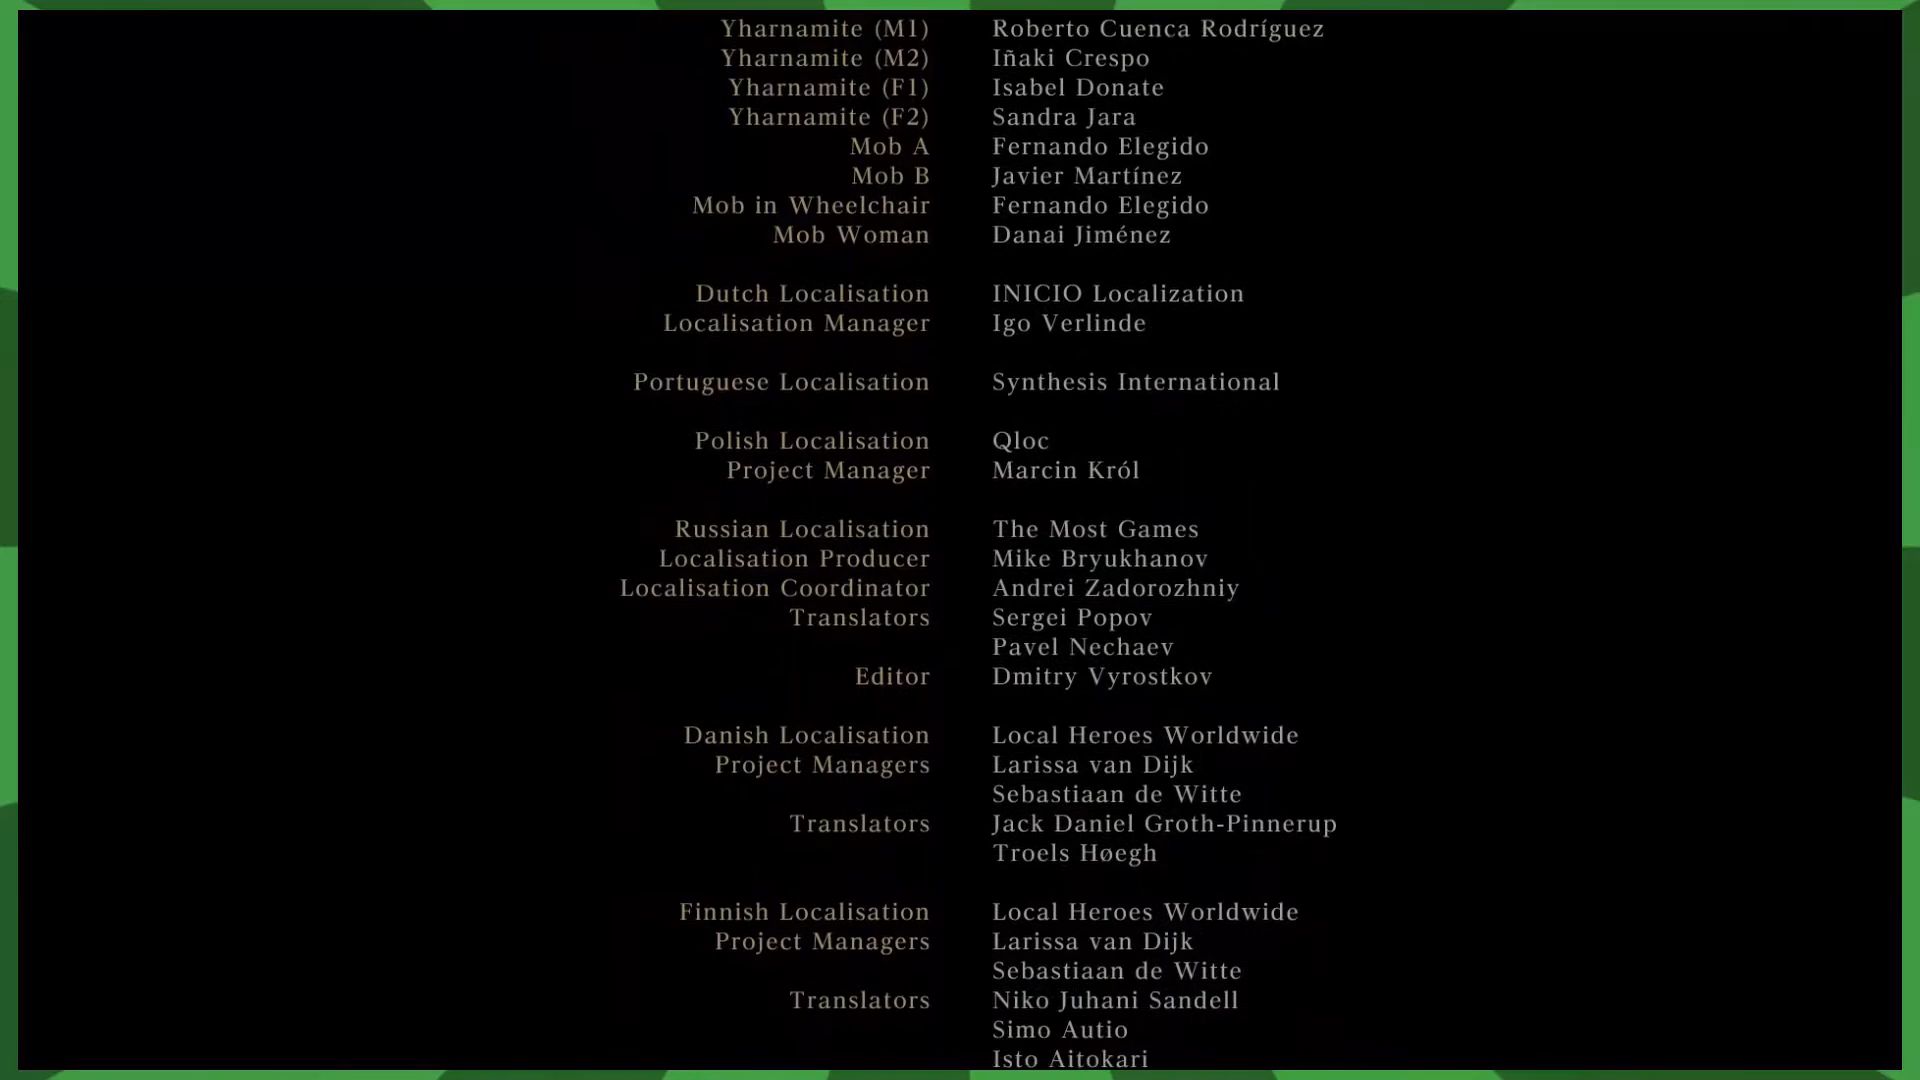 Yharnamite (M1) Roberto Cuenca Rodríguez
Yharnamite (M2) Iñaki Crespo
Yharnamite (F1) Isabel Donate
Yharnamite (F2) Sandra Jara
Mob A Fernando Elegido
Mob B Javier Martínez
Mob in Wheelchair Fernando Elegido
Mob Woman Danai Jiménez
Dutch Localisation INICIO Localization
Localisation Manager Igo Verlinde
Portuguese Localisation Synthesis International
Polish Localisation Qloc
Project Manager Marcin Król
Russian Localisation The Most Games
Localisation Producer Mike Bryukhanov
Localisation Coordinator Andrei Zadorozhniy
Translators Sergei Popov
Pavel Nechaev
Editor Dmitry Vyrostkov
Danish Localisation Local Heroes Worldwide
Project Managers Larissa van Dijk
Sebastiaan de Witte
Translators Jack Daniel Groth-Pinnerup
Troels Høegh
Finnish Localisation Local Heroes Worldwide
Project Managers Larissa van Dijk
Sebastiaan de Witte
Translators Niko Juhani Sandell
Simo Autio
Isto Aitokari